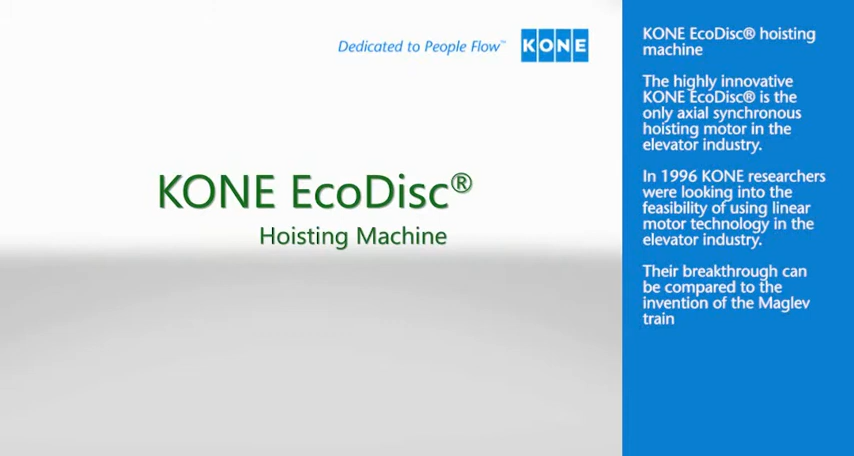 Dedicated to People Flow™
KONE
KONE EcoDisc®
Hoisting Machine
KONE EcoDisc® hoisting
machine
The highly innovative
KONE EcoDisc® is the
only axial synchronous
hoisting motor in the
elevator industry.
In 1996 KONE researchers
were looking into the
feasibility of using linear
motor technology in the
elevator industry.
Their breakthrough can
be compared to the
invention of the Maglev
train